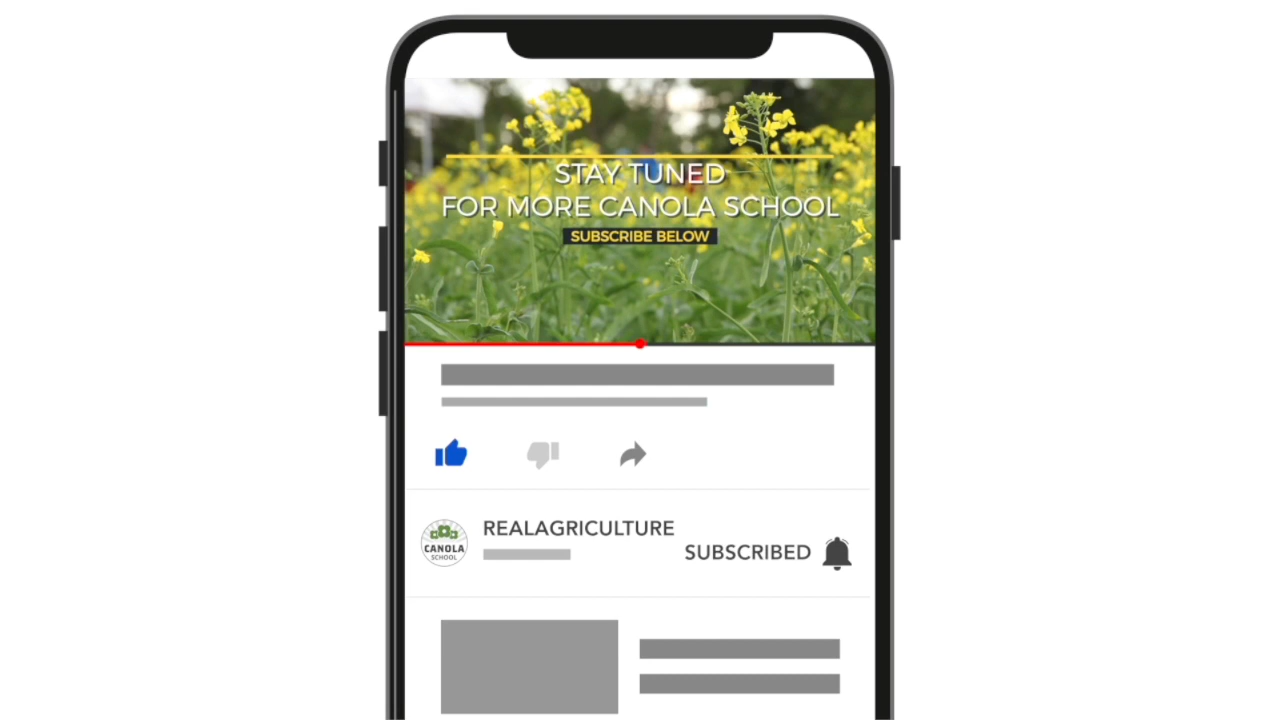 STAY TUNED
FOR MORE CANOLA SCHOOL
SUBSCRIBE BELOW
REALAGRICULTURE
SUBSCRIBED
CANOLA
SCHOOL